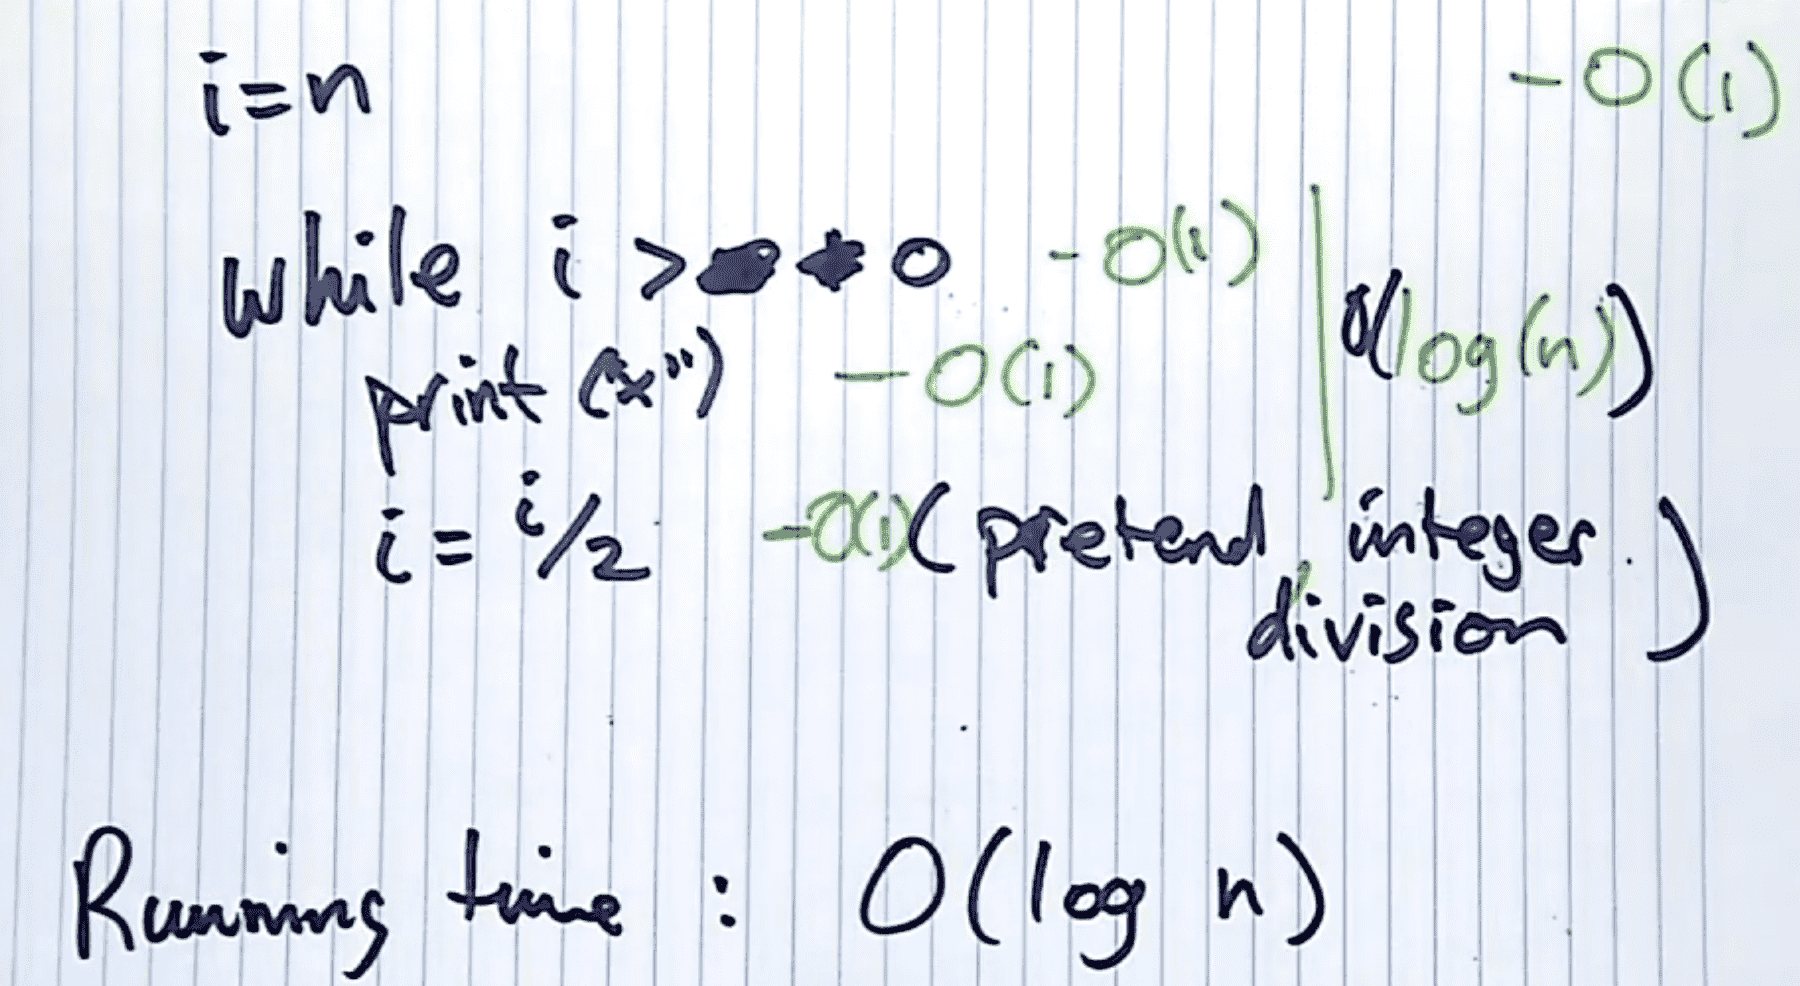 i=n - O(1)
while i > 0 - O(1) O(log(n))
print ("x") - O(1)
i = i/2 - O(1) (pretend integer
division)
Running time : O(log n)